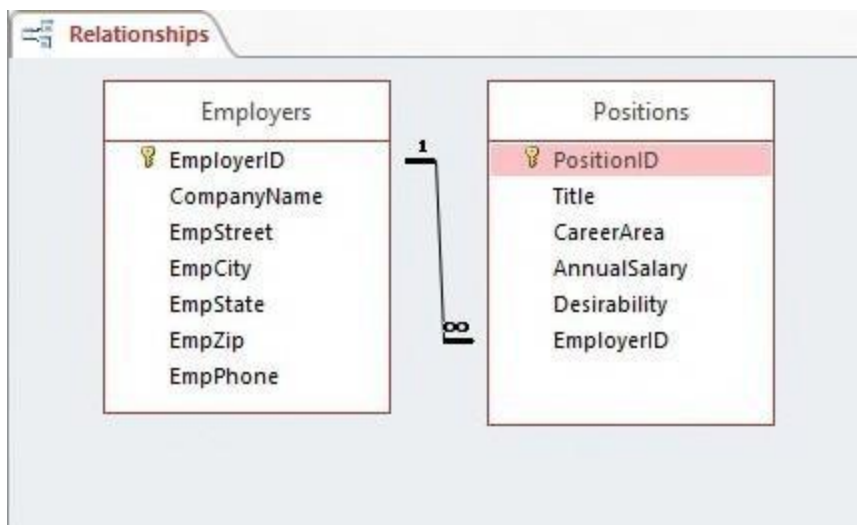 Relationships
Employers
EmployerID
CompanyName
EmpStreet
EmpCity
EmpState
EmpZip
EmpPhone
1
∞
Positions
PositionID
Title
CareerArea
AnnualSalary
Desirability
EmployerID